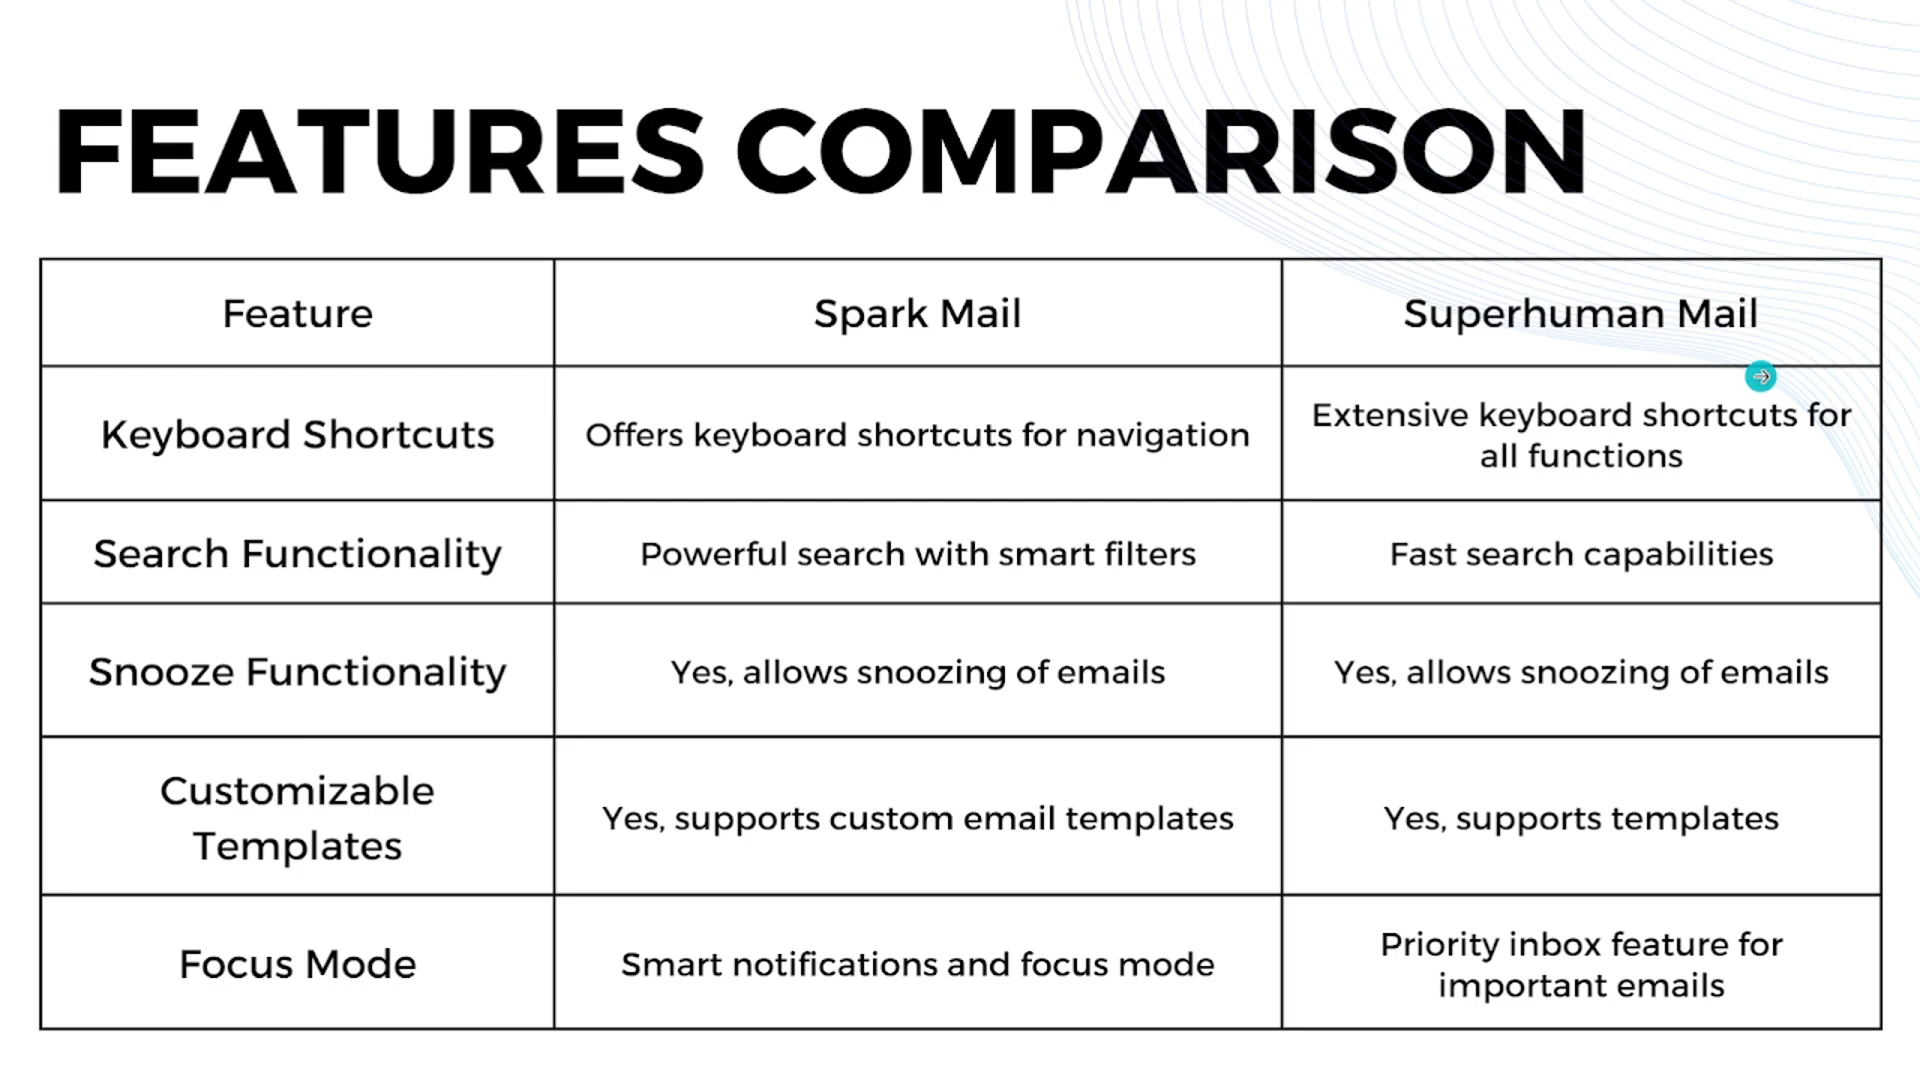 FEATURES COMPARISON
Feature
Spark Mail
Superhuman Mail
Keyboard Shortcuts
Offers keyboard shortcuts for navigation
Extensive keyboard shortcuts for
all functions
Search Functionality
Powerful search with smart filters
Fast search capabilities
Snooze Functionality
Yes, allows snoozing of emails
Yes, allows snoozing of emails
Customizable
Templates
Yes, supports custom email templates
Yes, supports templates
Focus Mode
Smart notifications and focus mode
Priority inbox feature for
important emails